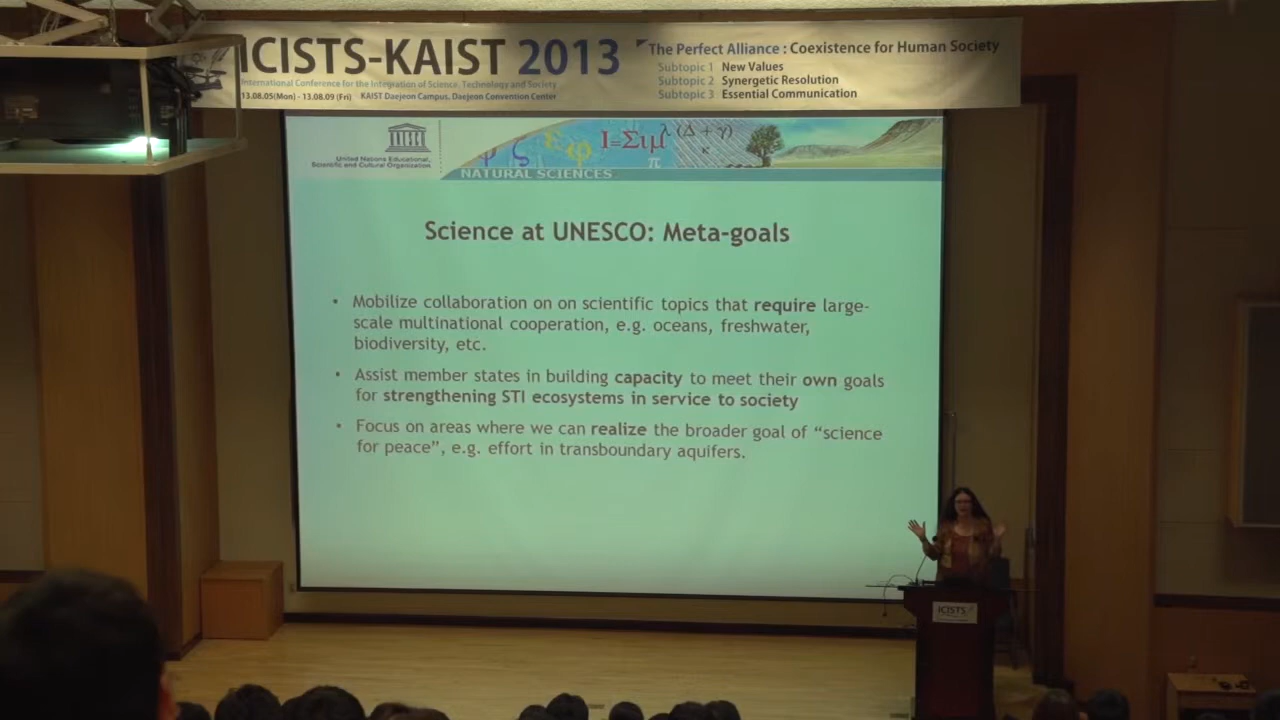 ICISTS-KAIST 2013
International Conference for the Integration of Science, Technology and Society
13.08.05(Mon) - 13.08.09 (Fri) KAIST Daejeon Campus, Daejeon Convention Center
The Perfect Alliance : Coexistence for Human Society
Subtopic 1 New Values
Subtopic 2 Synergetic Resolution
Subtopic 3 Essential Communication
United Nations Educational,
Scientific and Cultural Organisation
ψ ζ ξ φ I=Σιμλ (Δ + γ)
π κ
NATURAL SCIENCES
Science at UNESCO: Meta-goals
• Mobilize collaboration on on scientific topics that require large-
scale multinational cooperation, e.g. oceans, freshwater,
biodiversity, etc.
• Assist member states in building capacity to meet their own goals
for strengthening STI ecosystems in service to society
• Focus on areas where we can realize the broader goal of “science
for peace”, e.g. effort in transboundary aquifers.
ICISTS